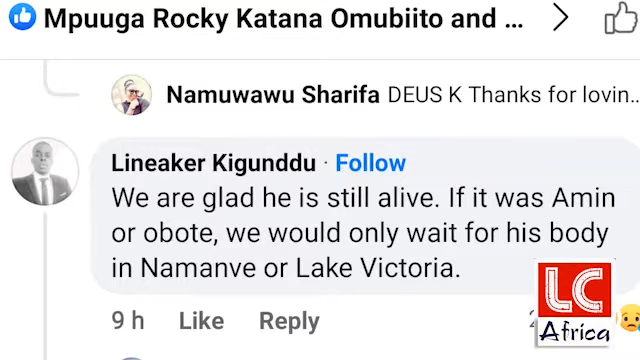 Mpuuga Rocky Katana Omubiito and ...
Namuwawu Sharifa DEUS K Thanks for lovin..
Lineaker Kigunddu · Follow
We are glad he is still alive. If it was Amin
or obote, we would only wait for his body
in Namanve or Lake Victoria.
9 h Like Reply
LC
Africa